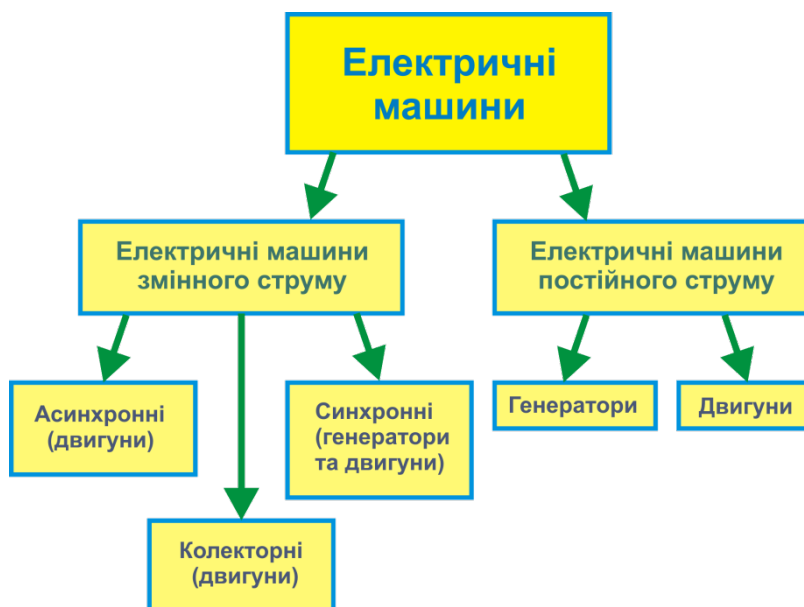 Електричні
машини
Електричні машини
змінного струму
Електричні машини
постійного струму
Асинхронні
(двигуни)
Синхронні
(генератори
та двигуни)
Генератори
Двигуни
Колекторні
(двигуни)